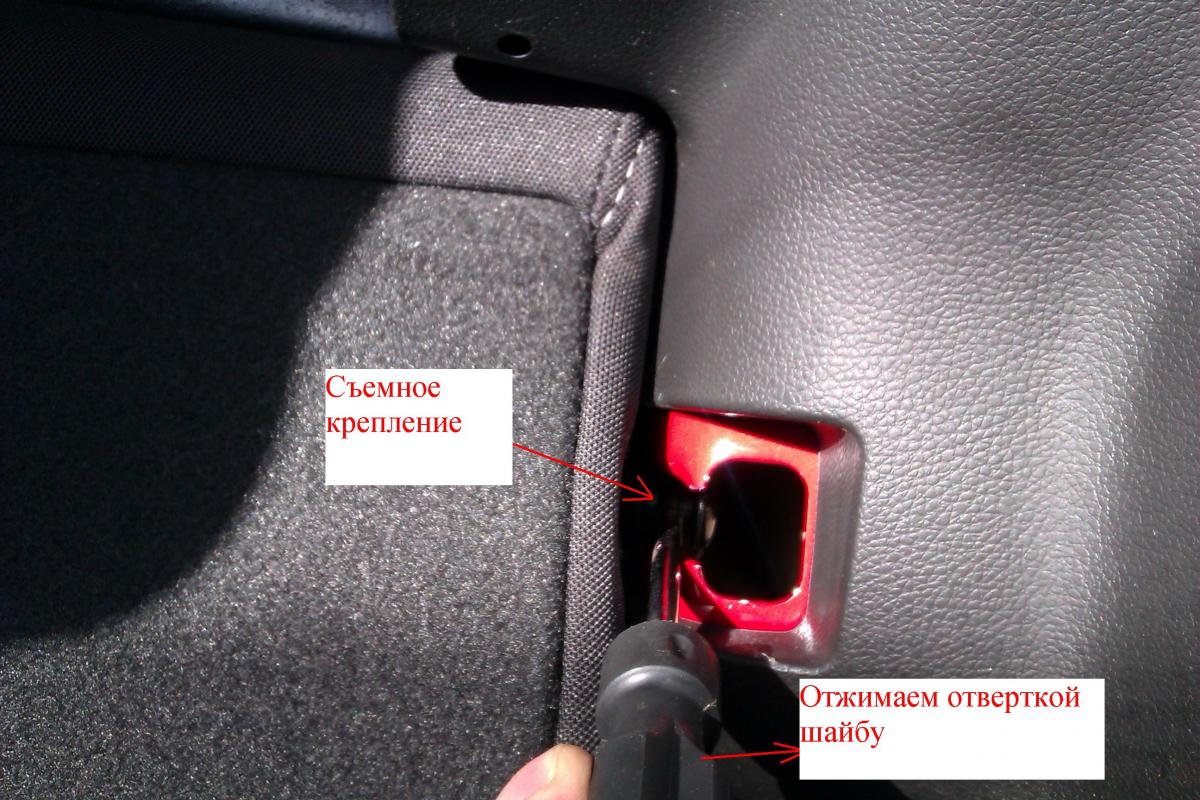 Съемное
крепление
Отжимаем отверткой
шайбу